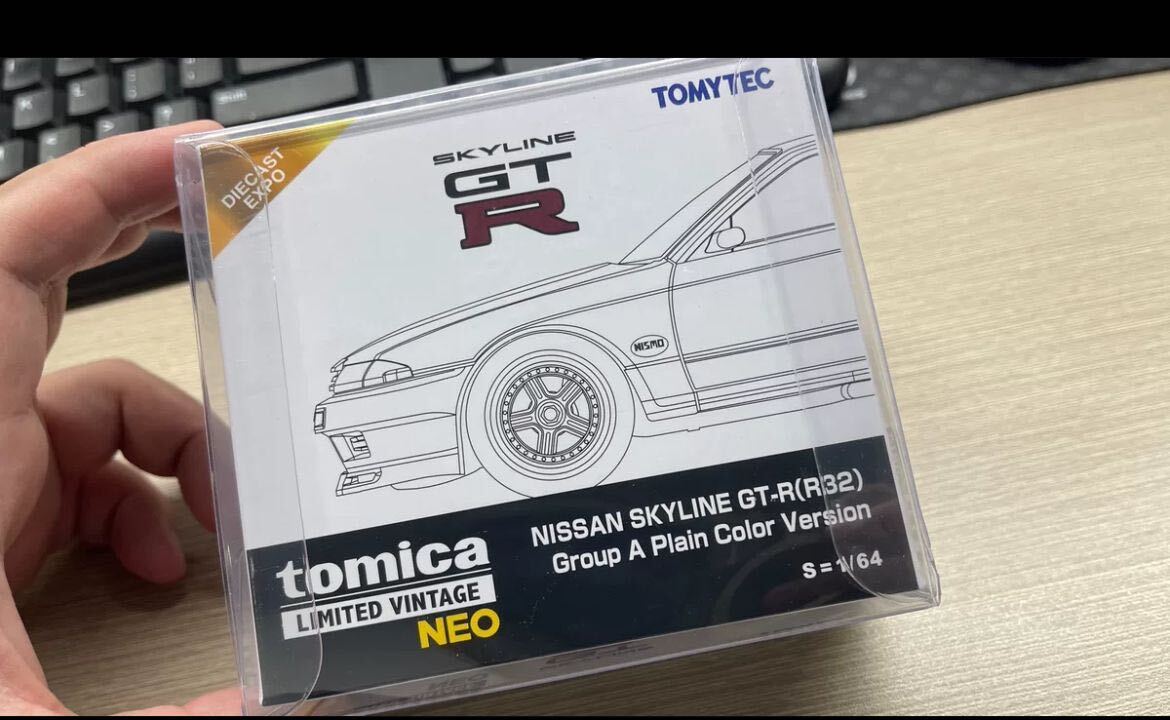 TOMYTEC
DIECAST
EXPO
SKYLINE
GT
R
NISMO
NISSAN SKYLINE GT-R(R32)
Group A Plain Color Version
S=1/64
tomica
LIMITED VINTAGE
NEO